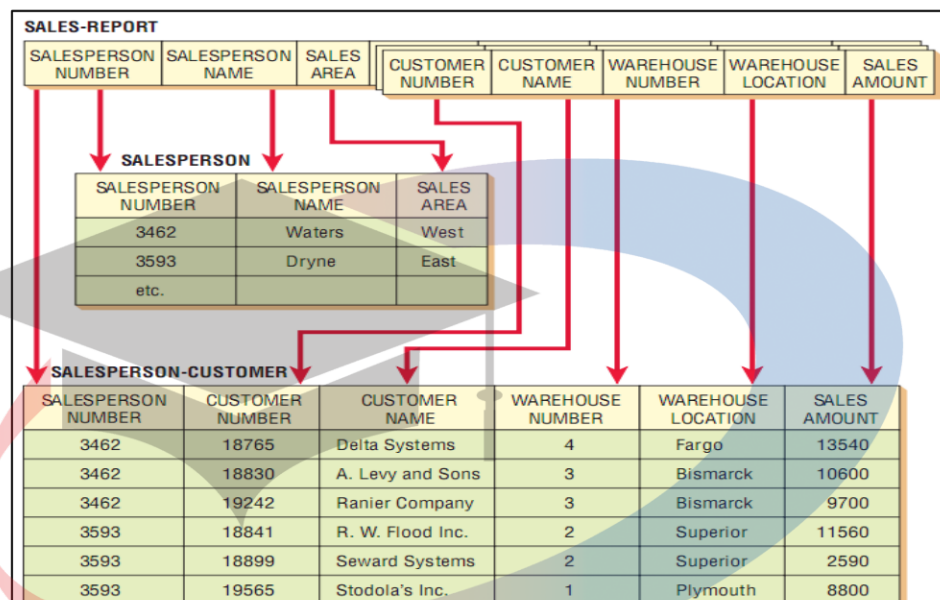 SALES-REPORT
SALESPERSON NUMBER SALESPERSON NAME SALES AREA CUSTOMER NUMBER CUSTOMER NAME WAREHOUSE NUMBER WAREHOUSE LOCATION SALES AMOUNT
SALESPERSON
SALESPERSON NUMBER SALESPERSON NAME SALES AREA
3462 Waters West
3593 Dryne East
etc.
SALESPERSON-CUSTOMER
SALESPERSON NUMBER CUSTOMER NUMBER CUSTOMER NAME WAREHOUSE NUMBER WAREHOUSE LOCATION SALES AMOUNT
3462 18765 Delta Systems 4 Fargo 13540
3462 18830 A. Levy and Sons 3 Bismarck 10600
3462 19242 Ranier Company 3 Bismarck 9700
3593 18841 R. W. Flood Inc. 2 Superior 11560
3593 18899 Seward Systems 2 Superior 2590
3593 19565 Stodola's Inc. 1 Plymouth 8800